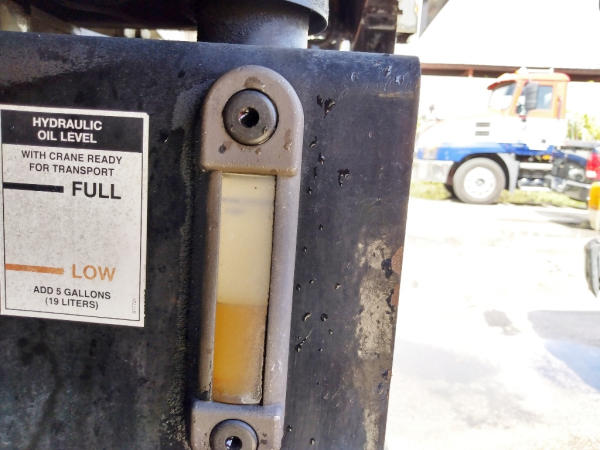 HYDRAULIC
OIL LEVEL
WITH CRANE READY
FOR TRANSPORT
FULL
LOW
ADD 5 GALLONS
(19 LITERS)